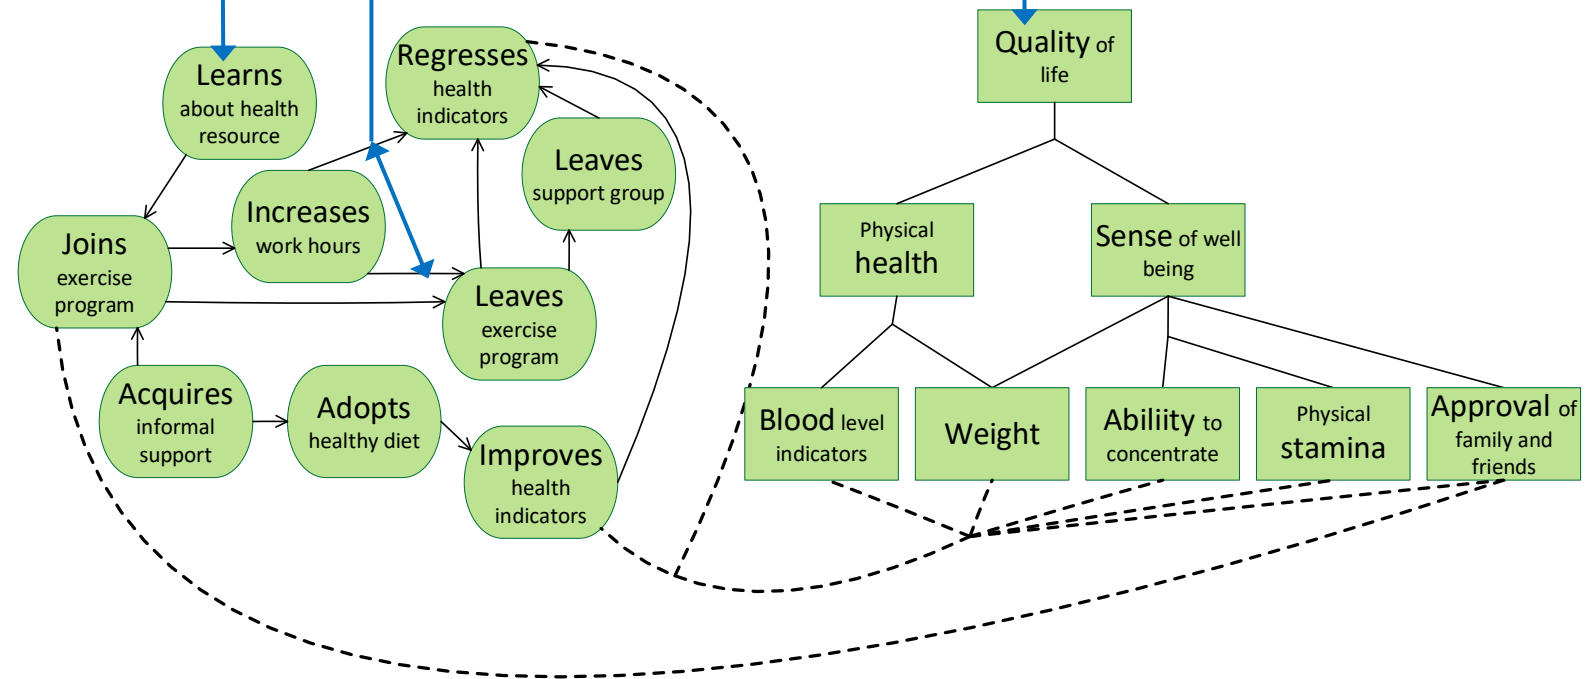 Learns
about health
resource
Regresses
health
indicators
Leaves
support group
Increases
work hours
Joins
exercise
program
Leaves
exercise
program
Acquires
informal
support
Adopts
healthy diet
Improves
health
indicators
Quality of
life
Physical
health
Sense of well
being
Blood level
indicators
Weight
Abiliity to
concentrate
Physical
stamina
Approval of
family and
friends